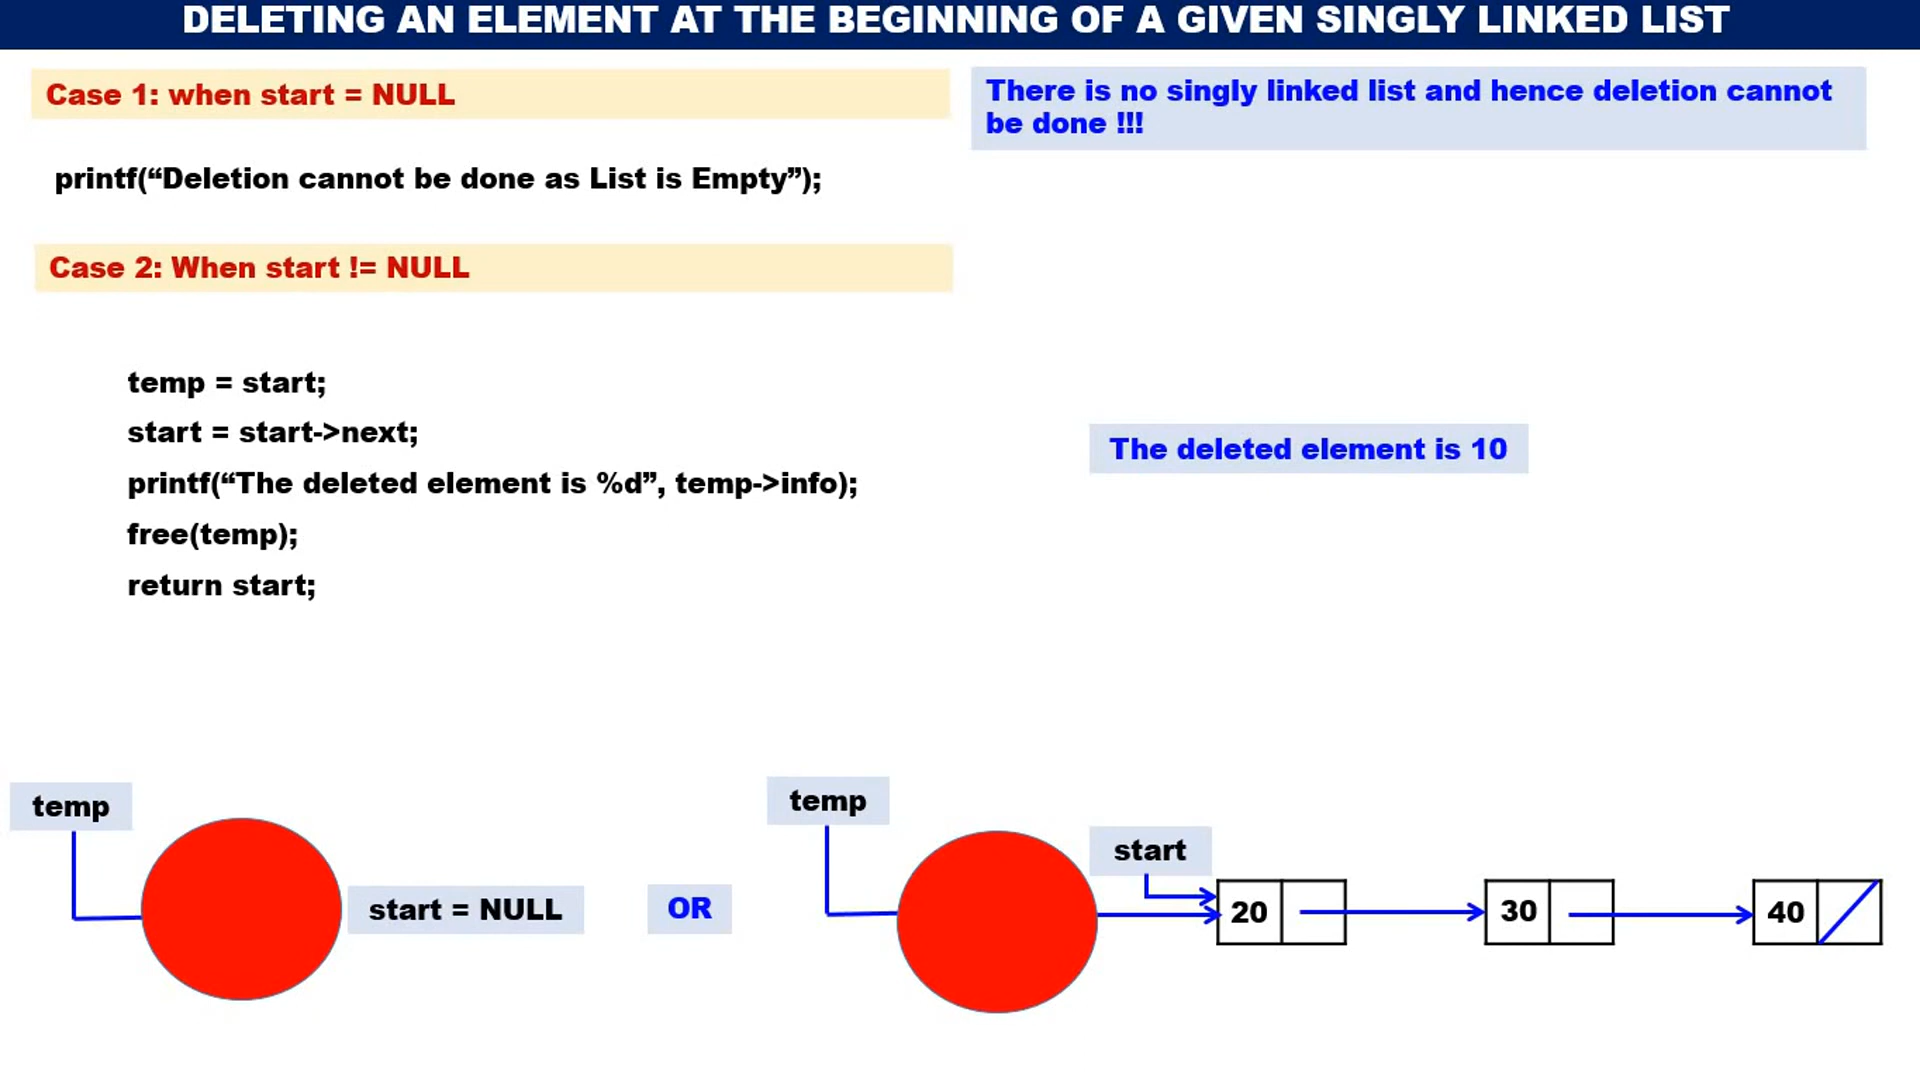 DELETING AN ELEMENT AT THE BEGINNING OF A GIVEN SINGLY LINKED LIST
Case 1: when start = NULL
There is no singly linked list and hence deletion cannot
be done !!!
printf(“Deletion cannot be done as List is Empty”);
Case 2: When start != NULL
temp = start;
start = start->next;
The deleted element is 10
printf(“The deleted element is %d”, temp->info);
free(temp);
return start;
temp
start = NULL
OR
temp
start
20
30
40